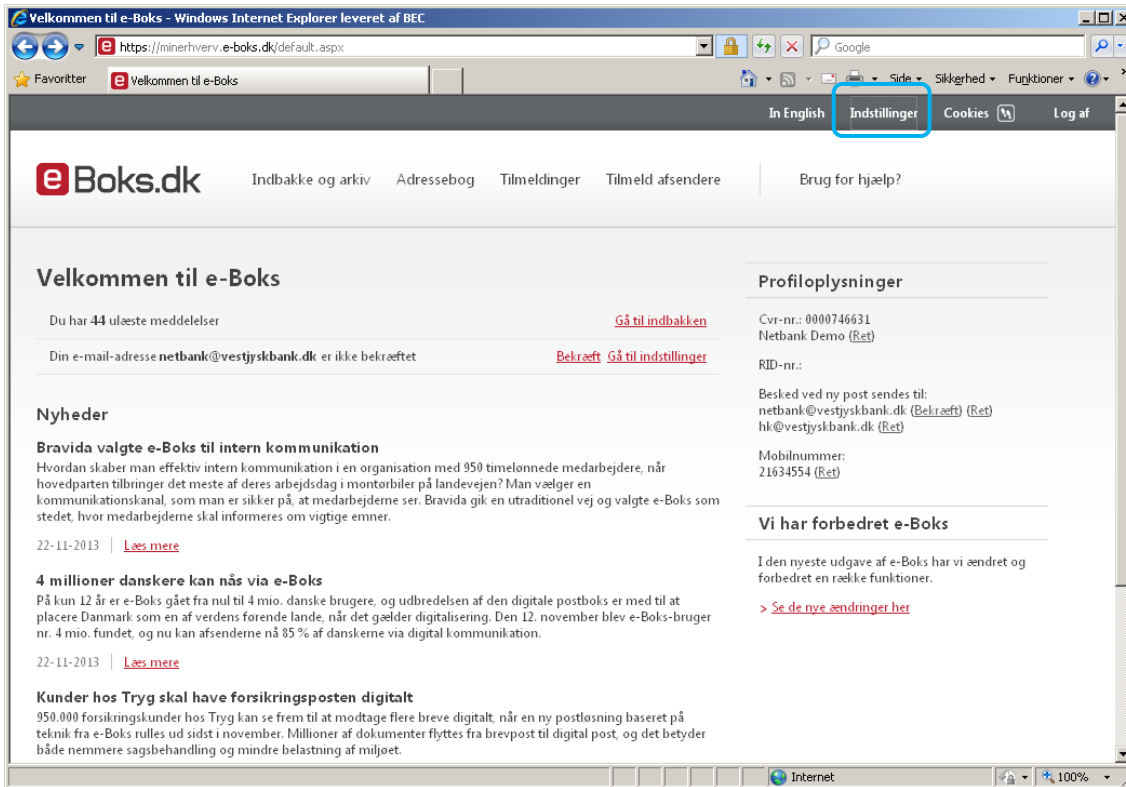 Velkommen til e-Boks - Windows Internet Explorer leveret af BEC
https://minerhverv.e-boks.dk/default.aspx
Google
Favoritter
Velkommen til e-Boks
Side
Sikkerhed
Funktioner
In English
Indstillinger
Cookies
Log af
e Boks.dk
Indbakke og arkiv
Adressebog
Tilmeldinger
Tilmeld afsendere
Brug for hjælp?
Velkommen til e-Boks
Du har 44 ulæste meddelelser
Gå til indbakken
Din e-mail-adresse netbank@vestjyskbank.dk er ikke bekræftet
Bekræft Gå til indstillinger
Nyheder
Bravida valgte e-Boks til intern kommunikation
Hvordan skaber man effektiv intern kommunikation i en organisation med 950 timelønnede medarbejdere, når
hovedparten tilbringer det meste af deres arbejdsdag i montørbiler på landevejen? Man vælger en
kommunikationskanal, som man er sikker på, at medarbejderne ser. Bravida gik en utraditionel vej og valgte e-Boks som
stedet, hvor medarbejderne skal informeres om vigtige emner.
22-11-2013 | Læs mere
4 millioner danskere kan nås via e-Boks
På kun 12 år er e-Boks gået fra nul til 4 mio. danske brugere, og udbredelsen af den digitale postboks er med til at
placere Danmark som en af verdens førende lande, når det gælder digitalisering. Den 12. november blev e-Boks-bruger
nr. 4 mio. fundet, og nu kan afsenderne nå 85 % af danskerne via digital kommunikation.
22-11-2013 | Læs mere
Kunder hos Tryg skal have forsikringsposten digitalt
950.000 forsikringskunder hos Tryg kan se frem til at modtage flere breve digitalt, når en ny postløsning baseret på
teknik fra e-Boks rulles ud sidst i november. Millioner af dokumenter flyttes fra brevpost til digital post, og det betyder
både nemmere sagsbehandling og mindre belastning af miljøet.
Profiloplysninger
Cvr-nr.: 0000746631
Netbank Demo (Ret)
RID-nr.:
Besked ved ny post sendes til:
netbank@vestjyskbank.dk (Bekræft) (Ret)
hk@vestjyskbank.dk (Ret)
Mobilnummer:
21634554 (Ret)
Vi har forbedret e-Boks
I den nyeste udgave af e-Boks har vi ændret og
forbedret en række funktioner.
> Se de nye ændringer her
Internet
100%